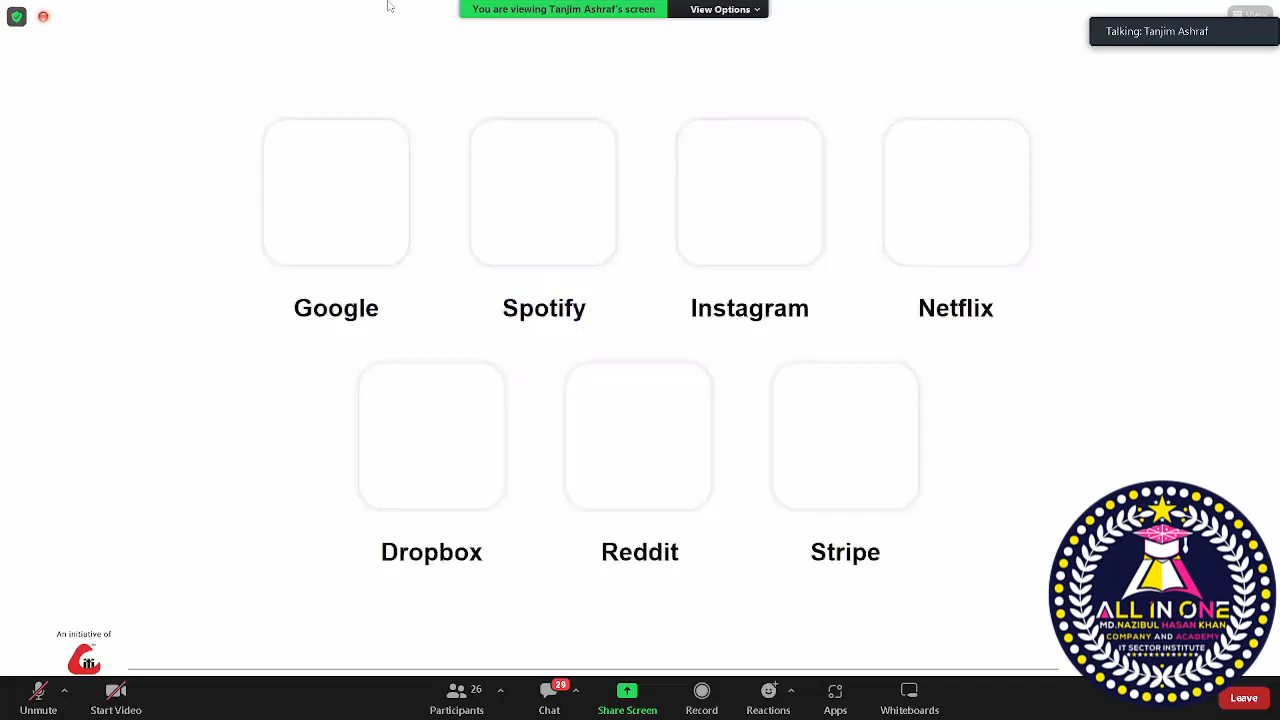 You are viewing Tanjim Ashraf's screen
View Options
View
Talking: Tanjim Ashraf
Google
Spotify
Instagram
Netflix
Dropbox
Reddit
Stripe
An initiative of
ifi
ALL IN ONE
MD.NAZIBUL HASAN KHAN
COMPANY AND ACADEMY
IT SECTOR INSTITUTE
Unmute
Start Video
26
Participants
29
Chat
Share Screen
Record
Reactions
Apps
Whiteboards
Leave